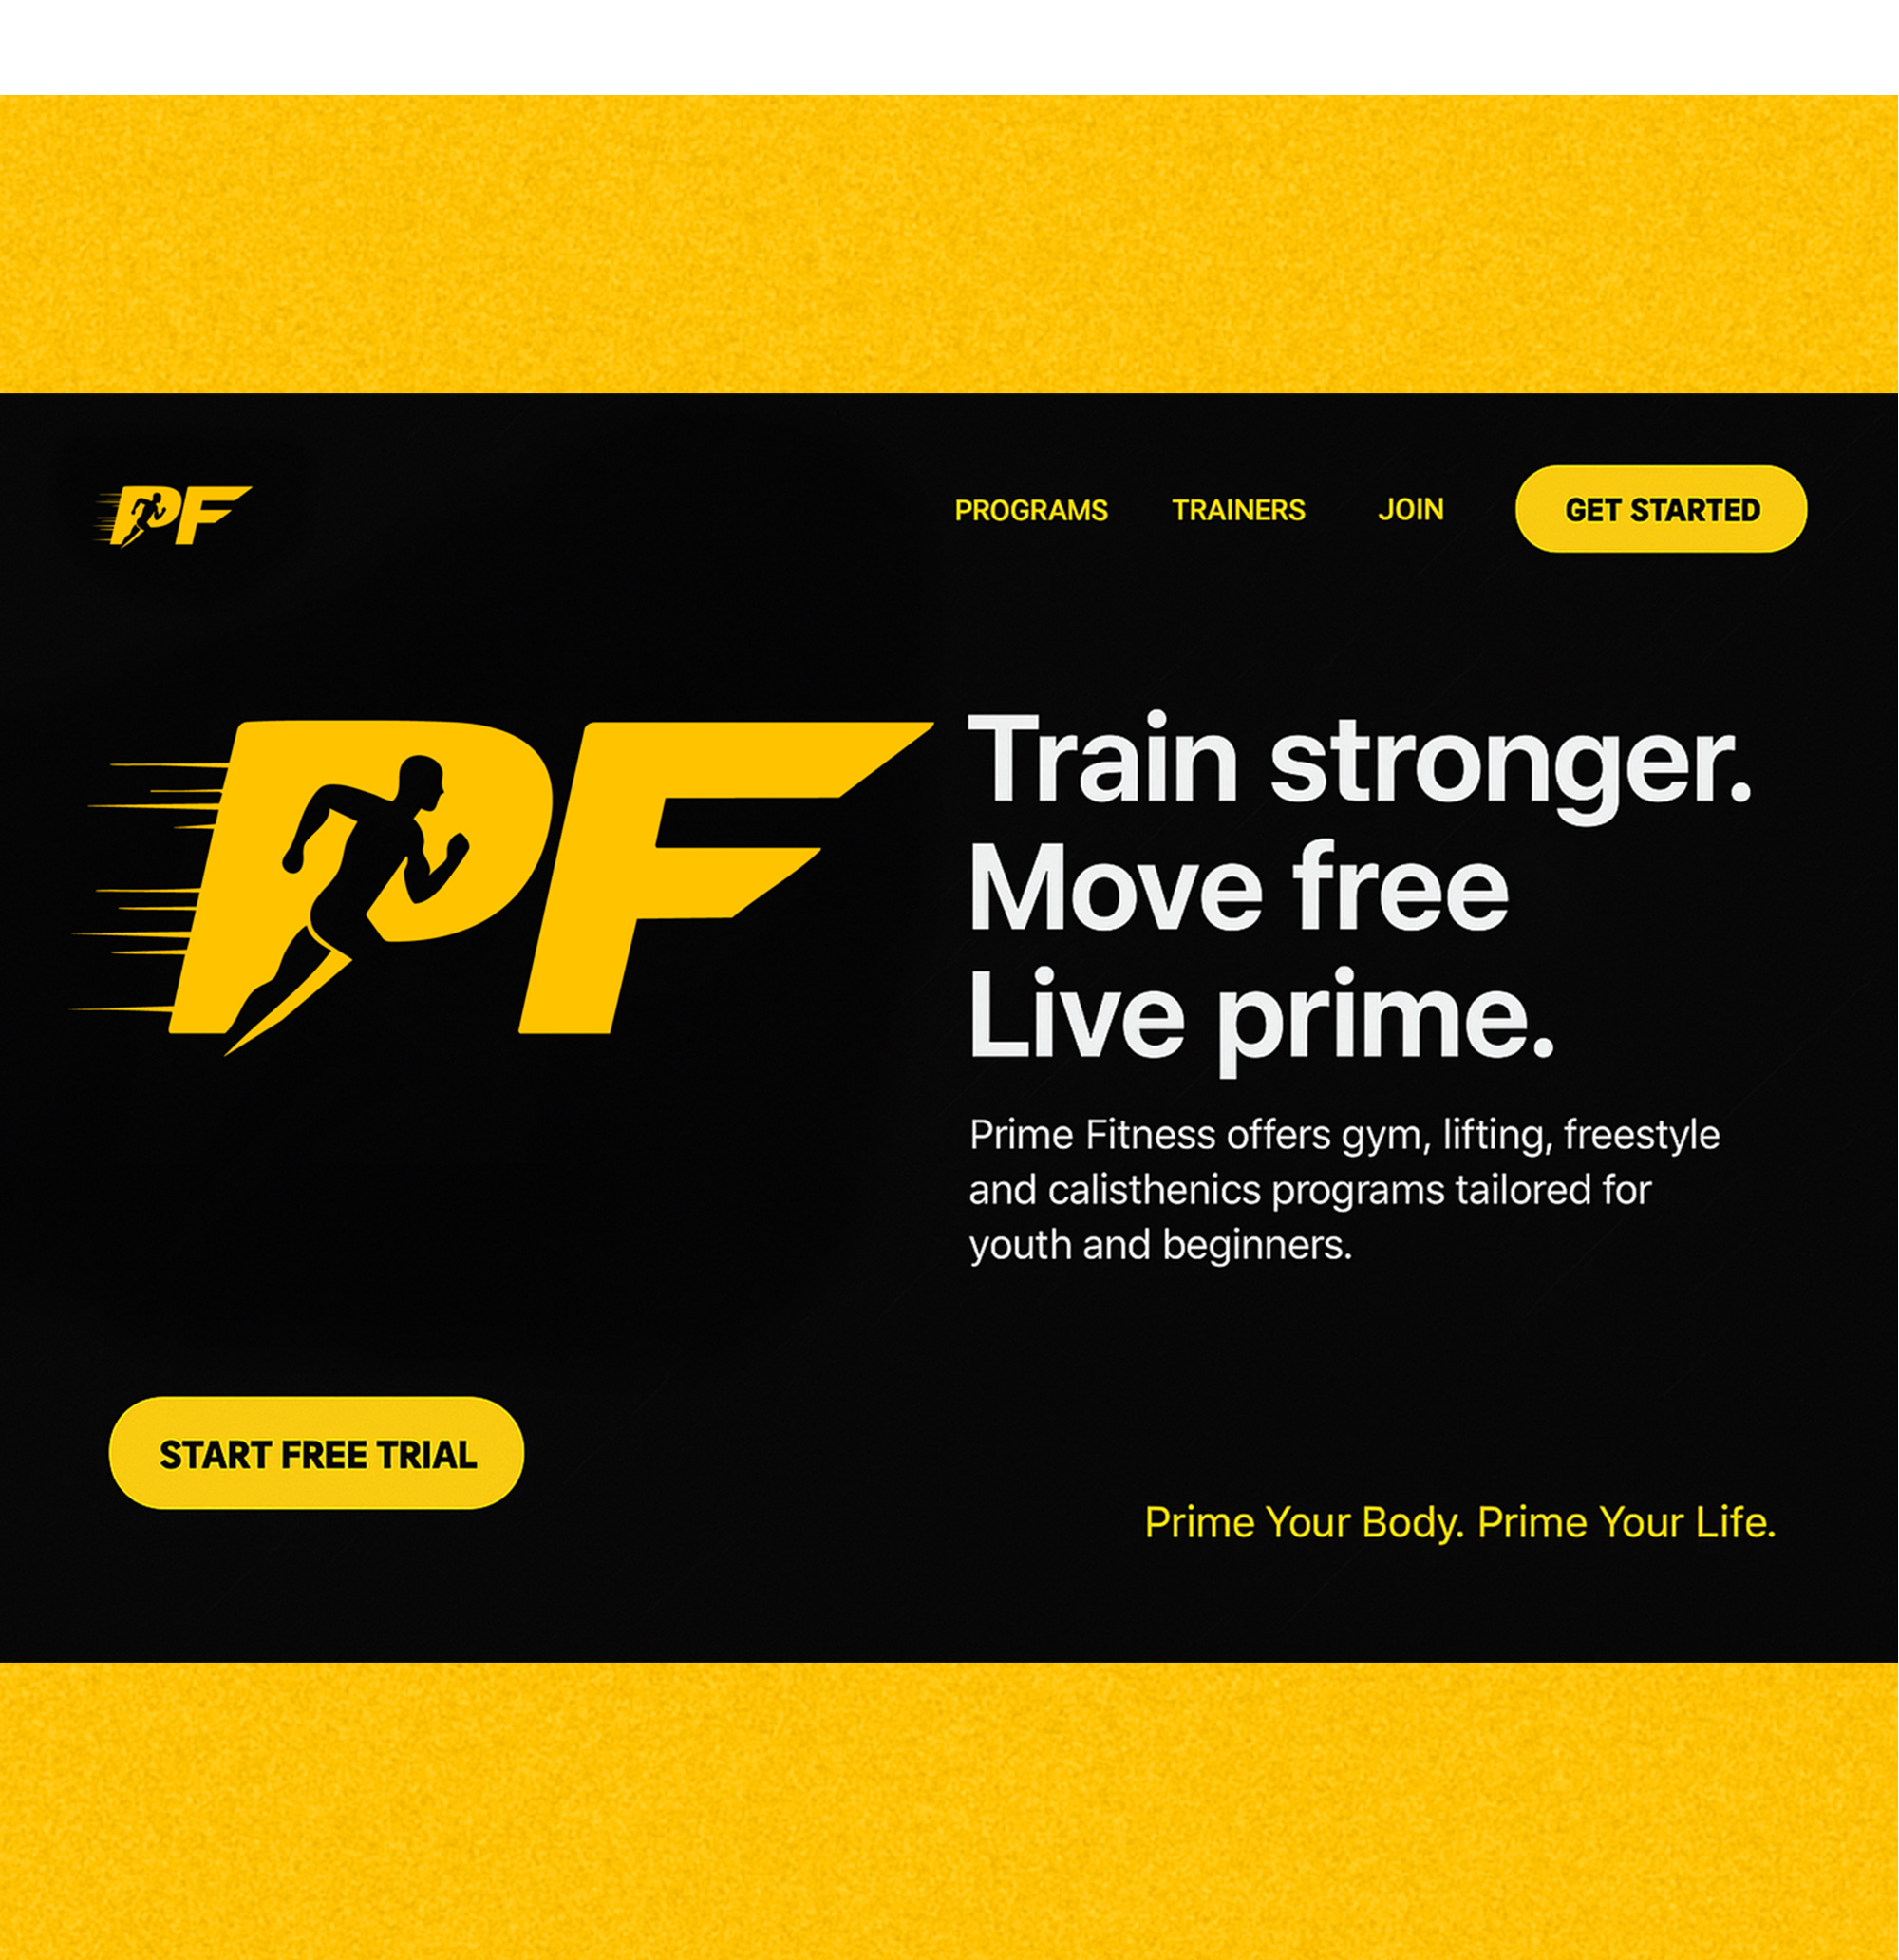 PF
PROGRAMS TRAINERS JOIN GET STARTED
PF
Train stronger.
Move free
Live prime.
Prime Fitness offers gym, lifting, freestyle
and calisthenics programs tailored for
youth and beginners.
START FREE TRIAL
Prime Your Body. Prime Your Life.